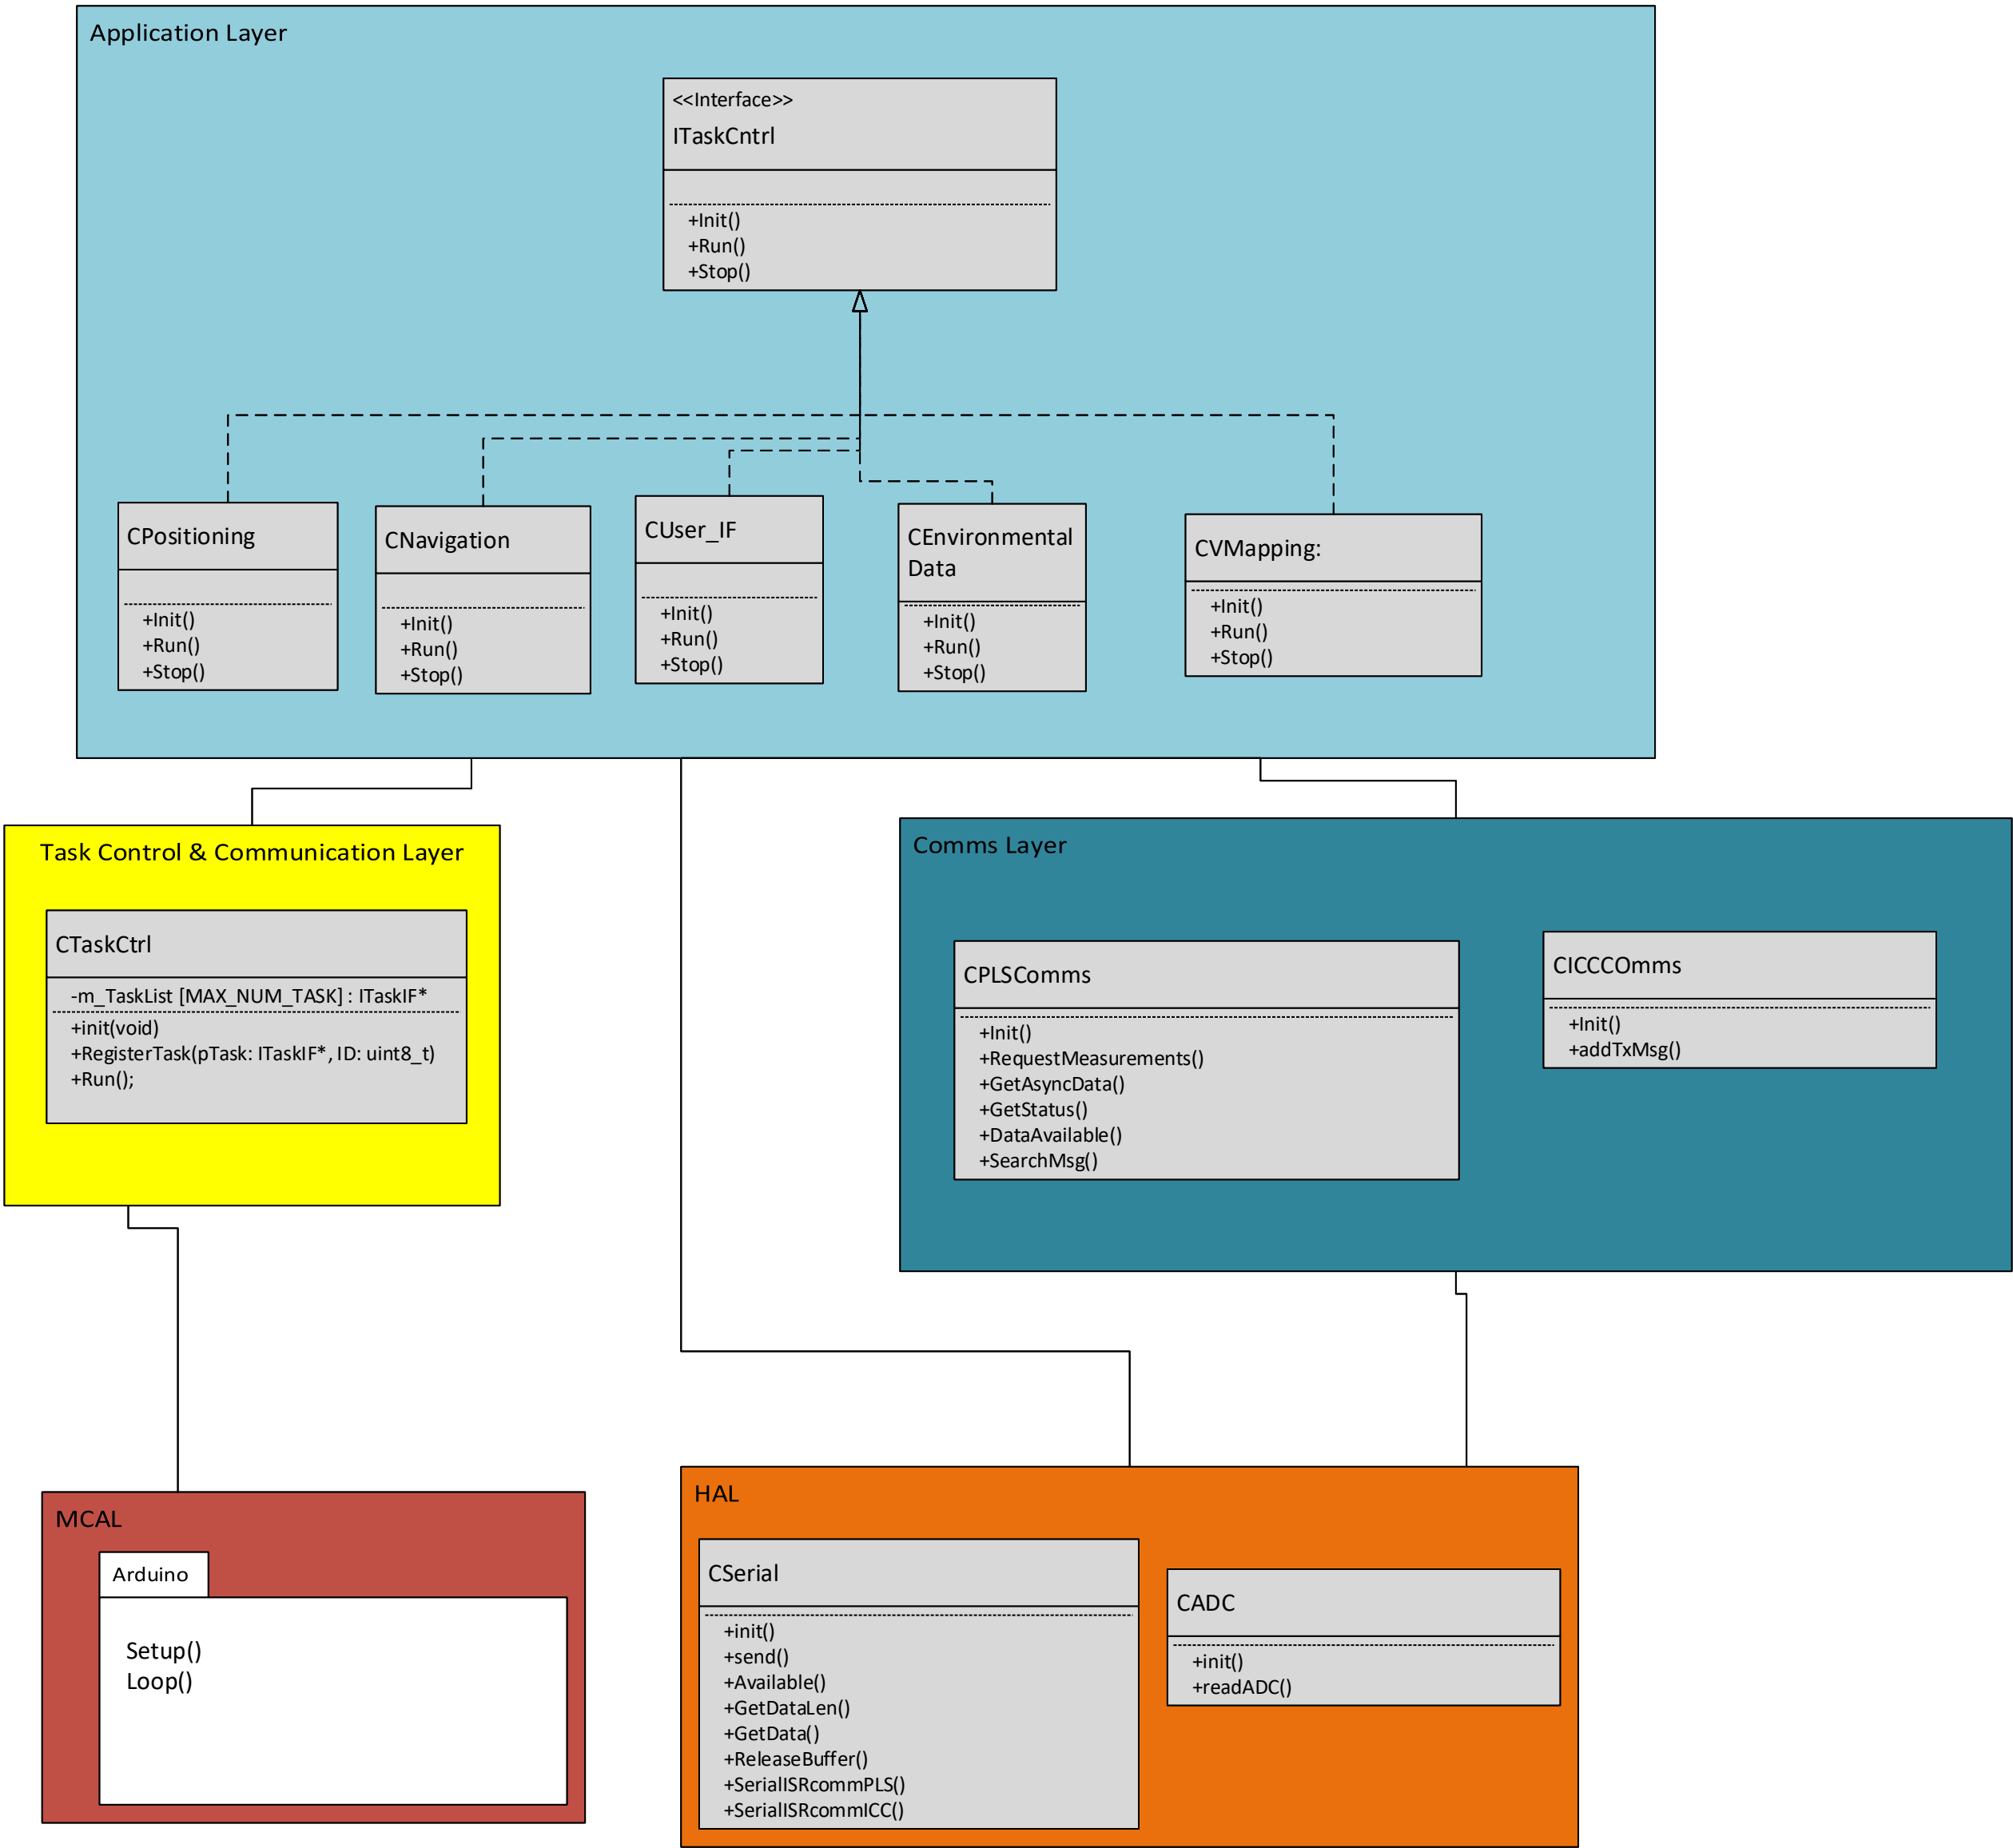 Application Layer
<<Interface>>
ITaskCntrl
+Init()
+Run()
+Stop()
CPositioning
+Init()
+Run()
+Stop()
CNavigation
+Init()
+Run()
+Stop()
CUser_IF
+Init()
+Run()
+Stop()
CEnvironmental
Data
+Init()
+Run()
+Stop()
CVMapping:
+Init()
+Run()
+Stop()
Task Control & Communication Layer
CTaskCtrl
-m_TaskList [MAX_NUM_TASK] : ITaskIF*
+init(void)
+RegisterTask(pTask: ITaskIF*, ID: uint8_t)
+Run();
Comms Layer
CPLSComms
+Init()
+RequestMeasurements()
+GetAsyncData()
+GetStatus()
+DataAvailable()
+SearchMsg()
CICCCOmms
+Init()
+addTxMsg()
MCAL
Arduino
Setup()
Loop()
HAL
CSerial
+init()
+send()
+Available()
+GetDataLen()
+GetData()
+ReleaseBuffer()
+SerialISRcommPLS()
+SerialISRcommICC()
CADC
+init()
+readADC()